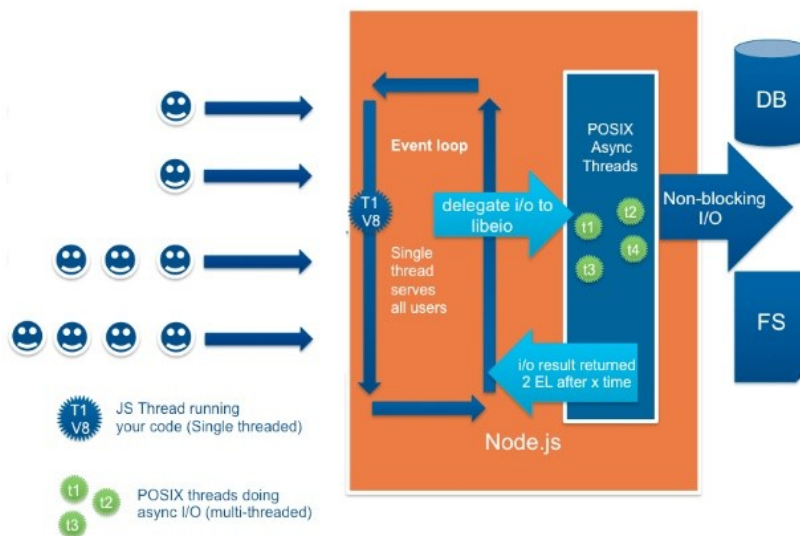 Event loop
T1
V8
Single
thread
serves
all users
delegate i/o to
libeio
POSIX
Async
Threads
t1
t2
t3
t4
Non-blocking
I/O
DB
FS
i/o result returned
2 EL after x time
Node.js
T1
V8
JS Thread running
your code (Single threaded)
t1
t2
t3
POSIX threads doing
async I/O (multi-threaded)